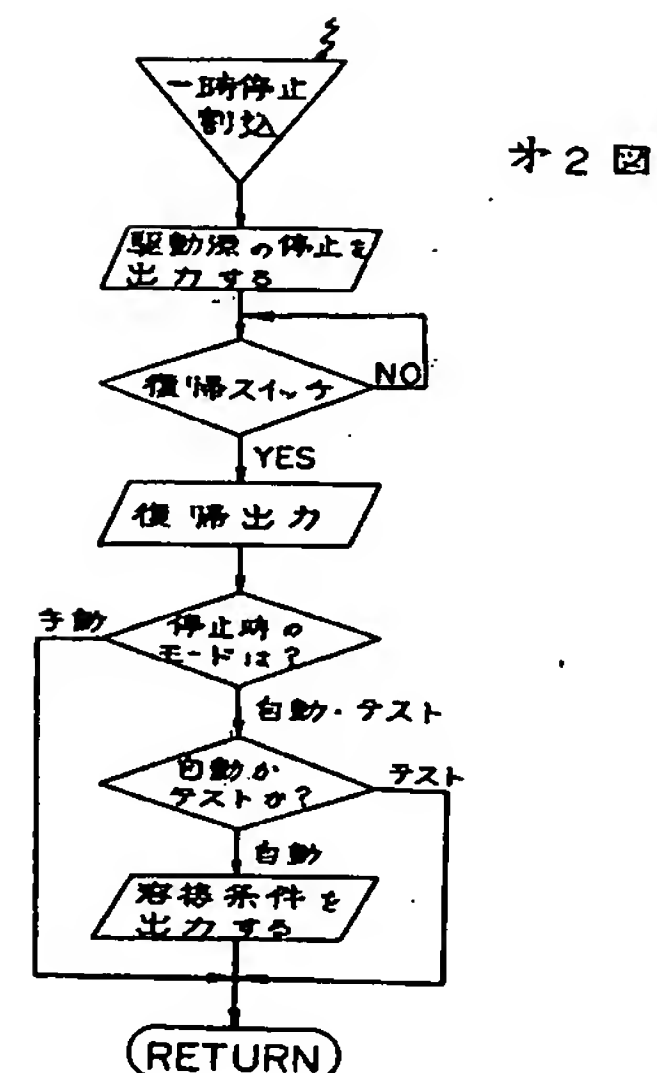 一時停止
割込
才2図
駆動源の停止を
出力する
復帰スイッチ
NO
YES
復帰出力
手動
停止時の
モードは?
自動・テスト
自動か
テストか?
テスト
自動
溶接条件を
出力する
RETURN